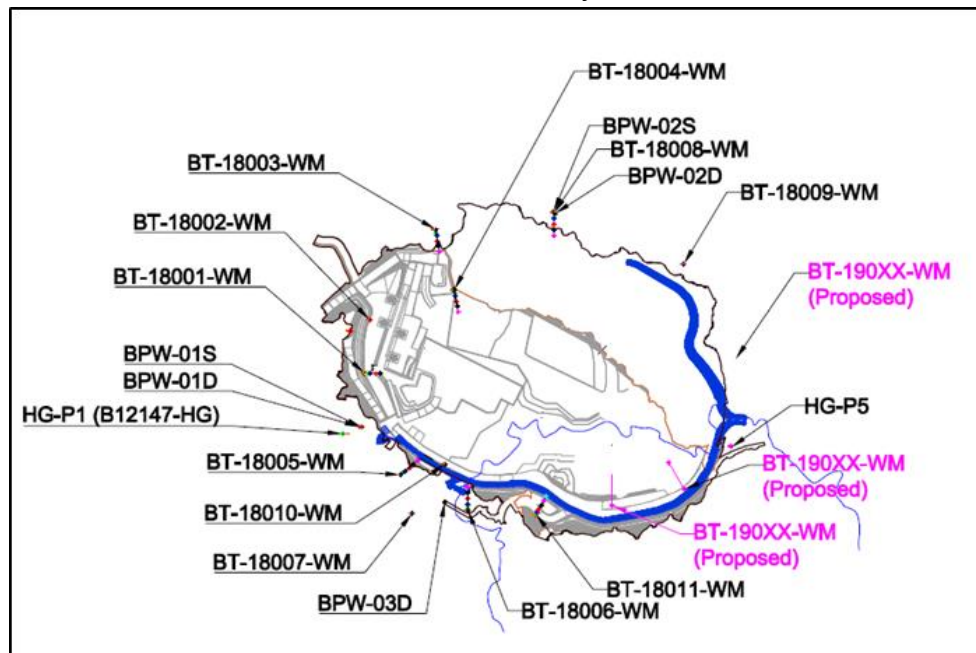 BT-18004-WM
BPW-02S
BT-18008-WM
BPW-02D
BT-18003-WM
BT-18009-WM
BT-18002-WM
BT-18001-WM
BT-190XX-WM
(Proposed)
BPW-01S
BPW-01D
HG-P1 (B12147-HG)
HG-P5
BT-18005-WM
BT-190XX-WM
(Proposed)
BT-18010-WM
BT-190XX-WM
(Proposed)
BT-18007-WM
BT-18011-WM
BPW-03D
BT-18006-WM